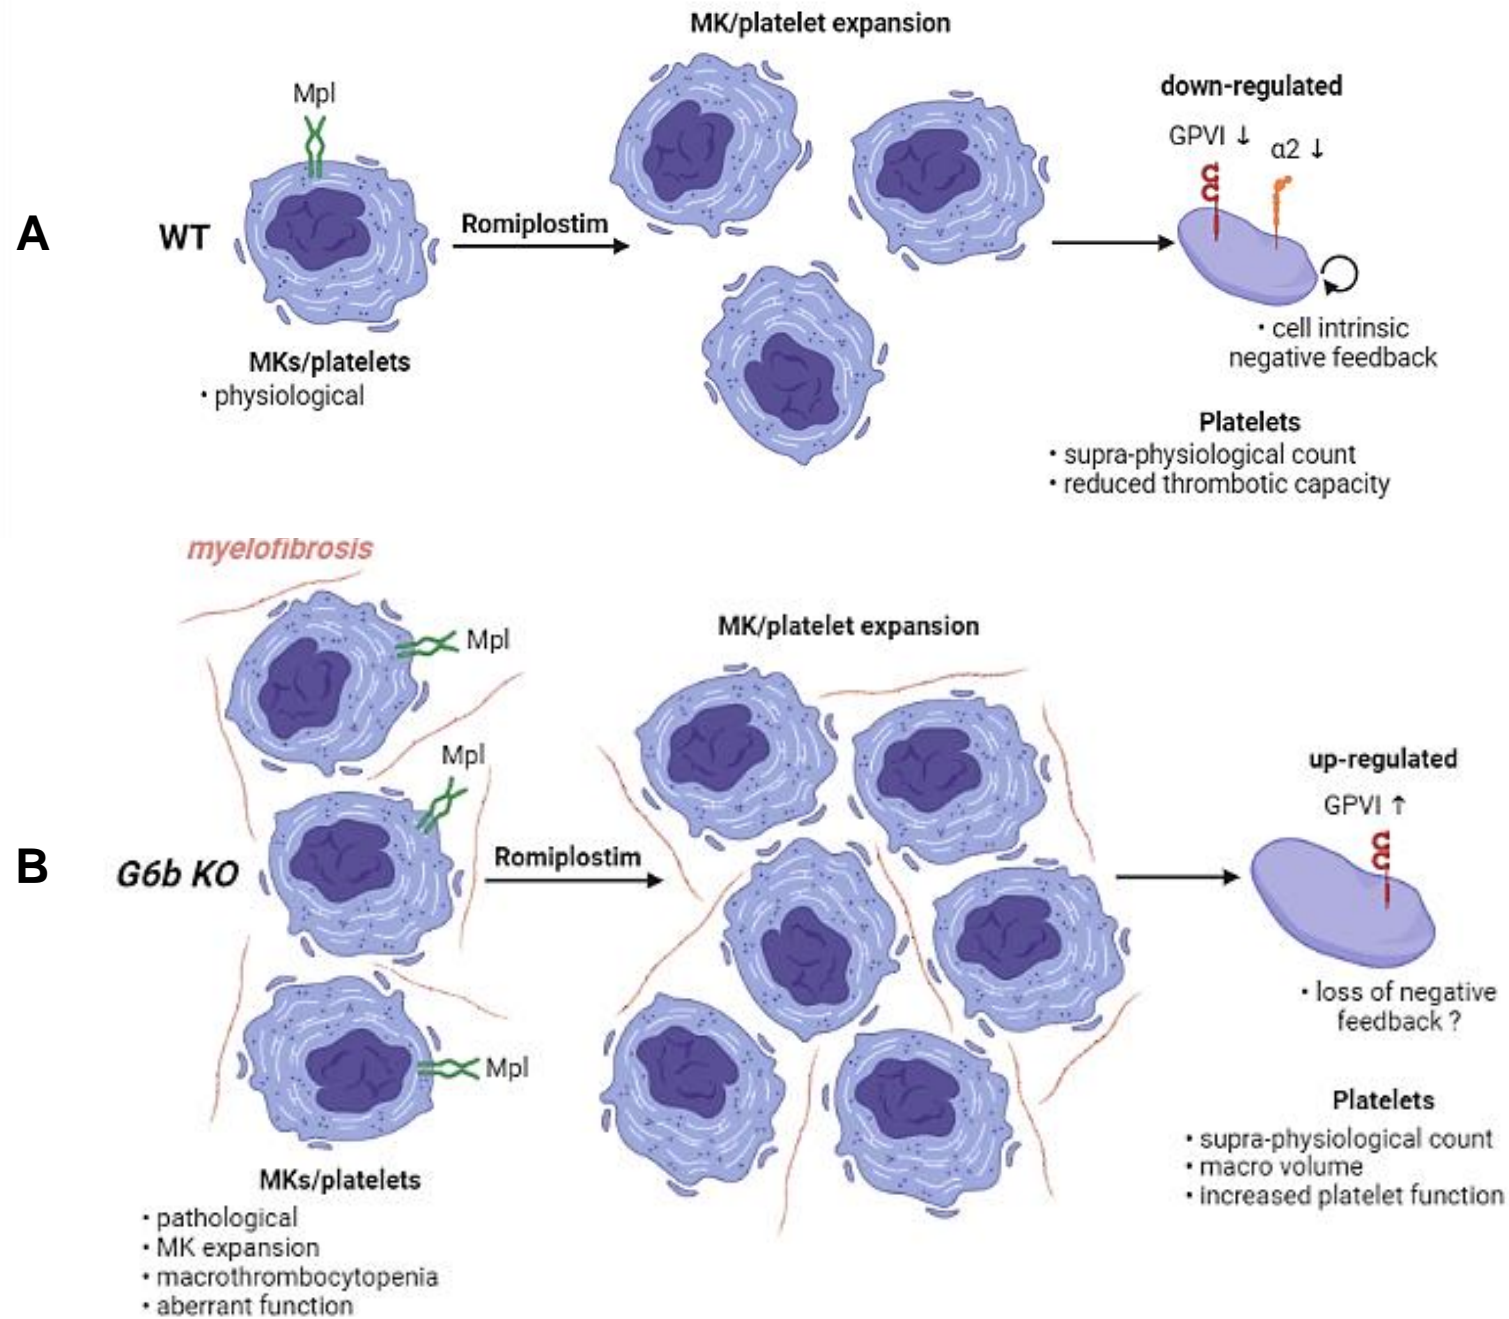 MK/platelet expansion
Mpl
down-regulated
GPVI ↓
α2 ↓
A
WT
Romiplostim
• cell intrinsic
negative feedback
MKs/platelets
• physiological
Platelets
• supra-physiological count
• reduced thrombotic capacity
myelofibrosis
Mpl
MK/platelet expansion
Mpl
up-regulated
GPVI ↑
B
G6b KO
Romiplostim
• loss of negative
feedback ?
Mpl
Platelets
• supra-physiological count
• macro volume
• increased platelet function
MKs/platelets
• pathological
• MK expansion
• macrothrombocytopenia
• aberrant function